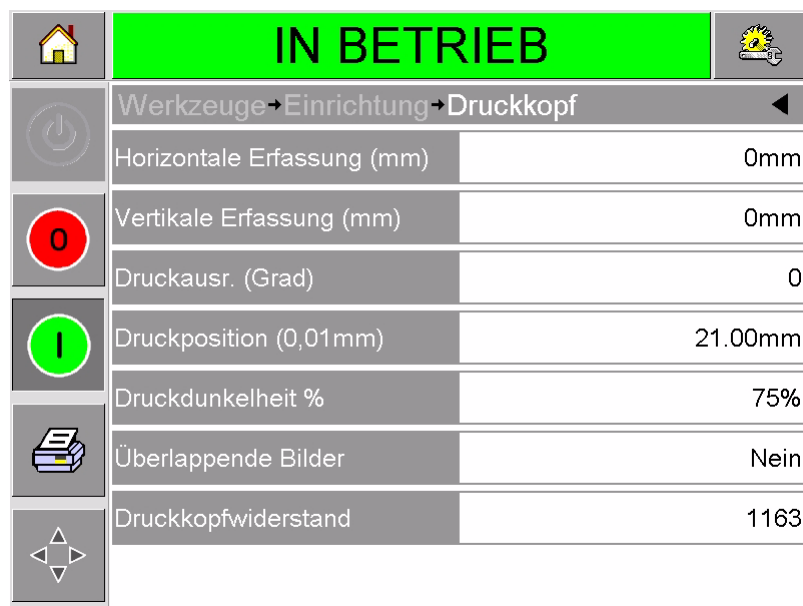 IN BETRIEB
Werkzeuge→Einrichtung→Druckkopf
Horizontale Erfassung (mm) 0mm
Vertikale Erfassung (mm) 0mm
0
Druckausr. (Grad) 0
I
Druckposition (0,01mm) 21.00mm
Druckdunkelheit % 75%
Überlappende Bilder Nein
Druckkopfwiderstand 1163